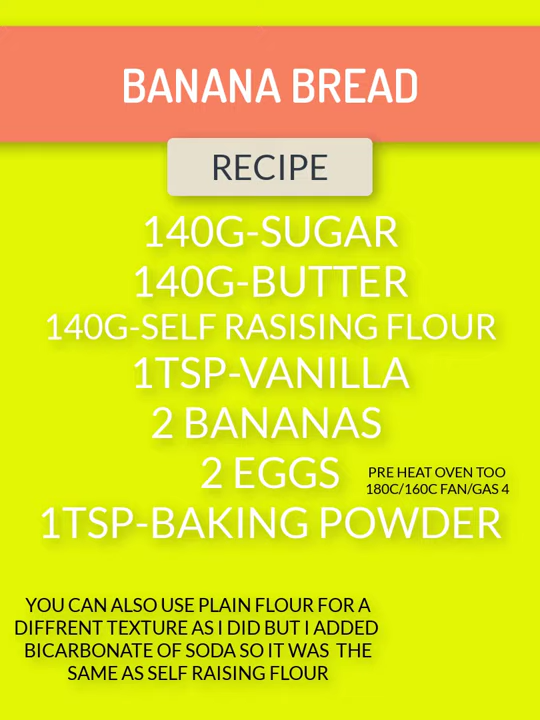 BANANA BREAD
RECIPE
140G-SUGAR
140G-BUTTER
140G-SELF RASISING FLOUR
1TSP-VANILLA
2 BANANAS
2 EGGS
PRE HEAT OVEN TOO
180C/160C FAN/GAS 4
1TSP-BAKING POWDER
YOU CAN ALSO USE PLAIN FLOUR FOR A
DIFFRENT TEXTURE AS I DID BUT I ADDED
BICARBONATE OF SODA SO IT WAS THE
SAME AS SELF RAISING FLOUR